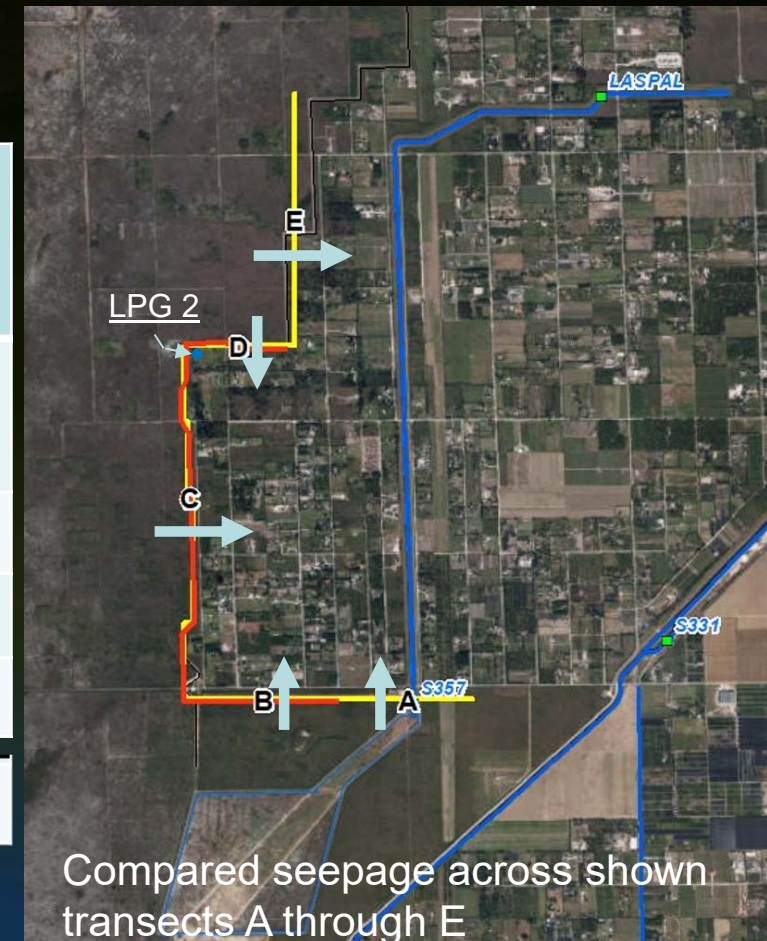 LASPAL
E
LPG 2
D
C
S331
S357
B
A
Compared seepage across shown
transects A through E